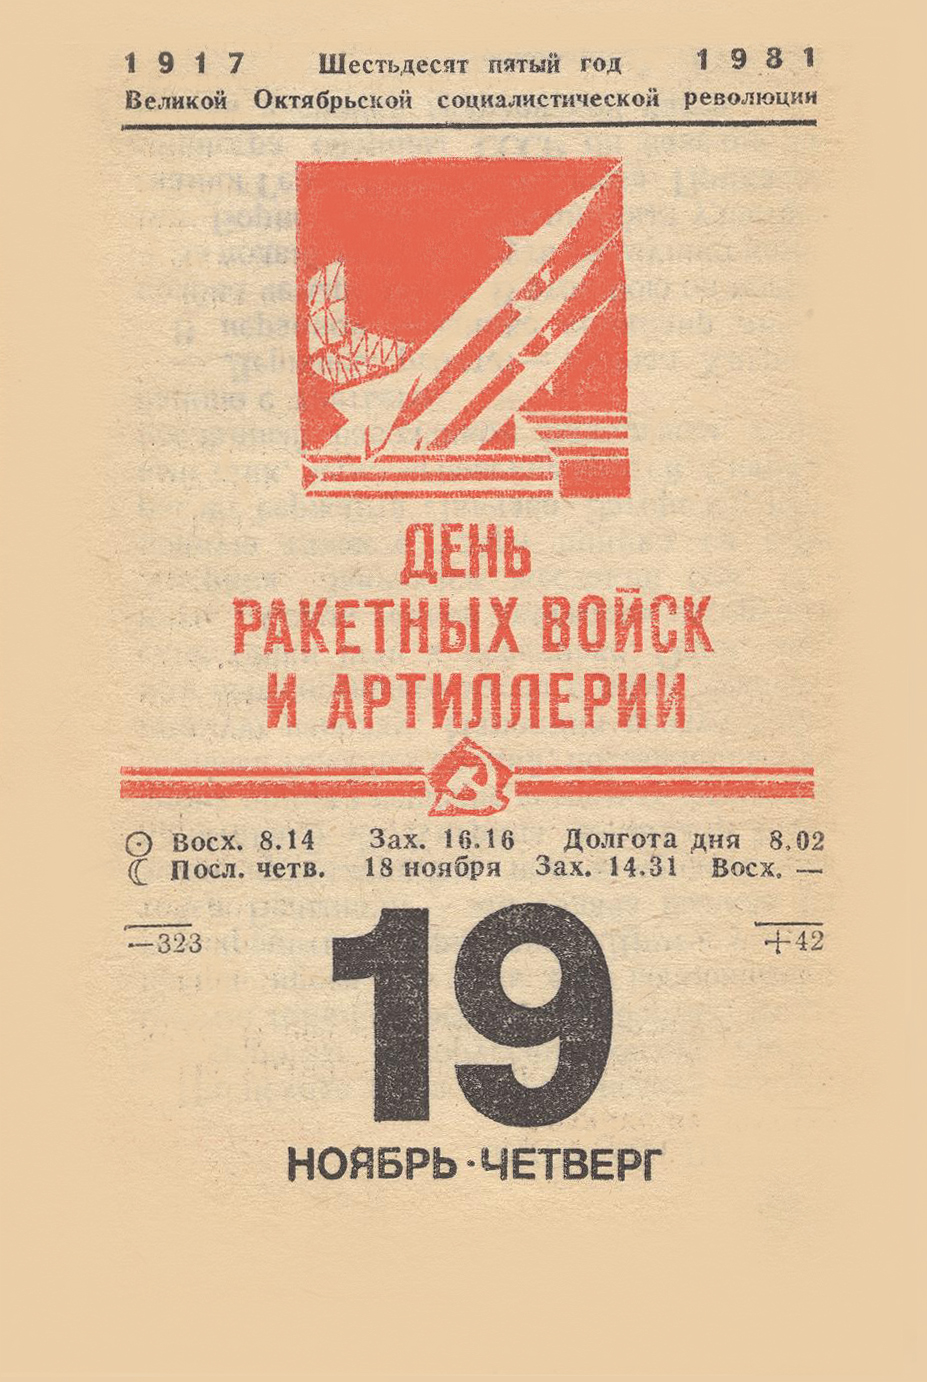 1917 Шестьдесят пятый год 1981
Великой Октябрьской социалистической революции
ДЕНЬ
РАКЕТНЫХ ВОЙСК
И АРТИЛЛЕРИИ
Восх. 8.14 Зах. 16.16 Долгота дня 8.02
Посл. четв. 18 ноября Зах. 14.31 Восх. —
—323 +42
19
НОЯБРЬ·ЧЕТВЕРГ